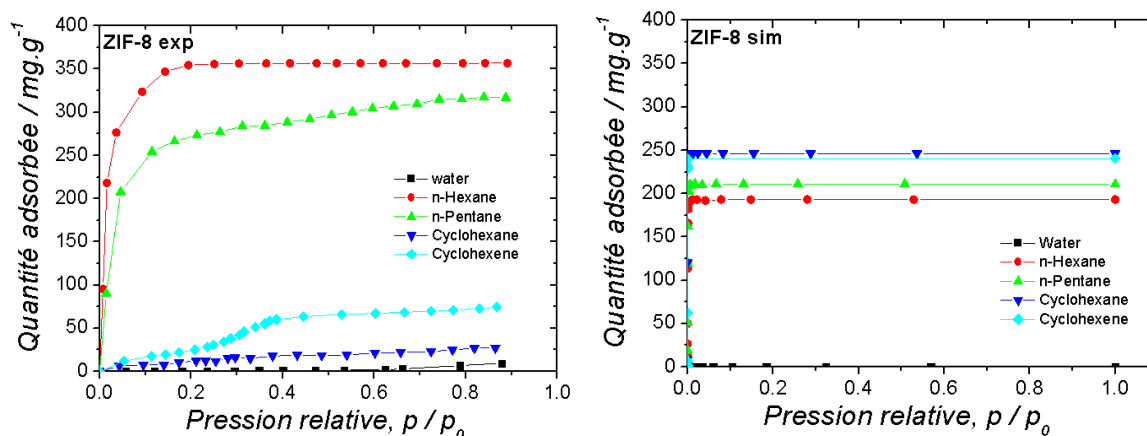 ZIF-8 exp
400
350
300
250
200
150
100
50
0
Quantité adsorbée / mg.g⁻¹
water
n-Hexane
n-Pentane
Cyclohexane
Cyclohexene
0.0 0.2 0.4 0.6 0.8 1.0
Pression relative, p / p₀
ZIF-8 sim
400
350
300
250
200
150
100
50
0
Quantité adsorbée / mg.g⁻¹
Water
n-Hexane
n-Pentane
Cyclohexane
Cyclohexene
0.0 0.2 0.4 0.6 0.8 1.0
Pression relative, p / p₀